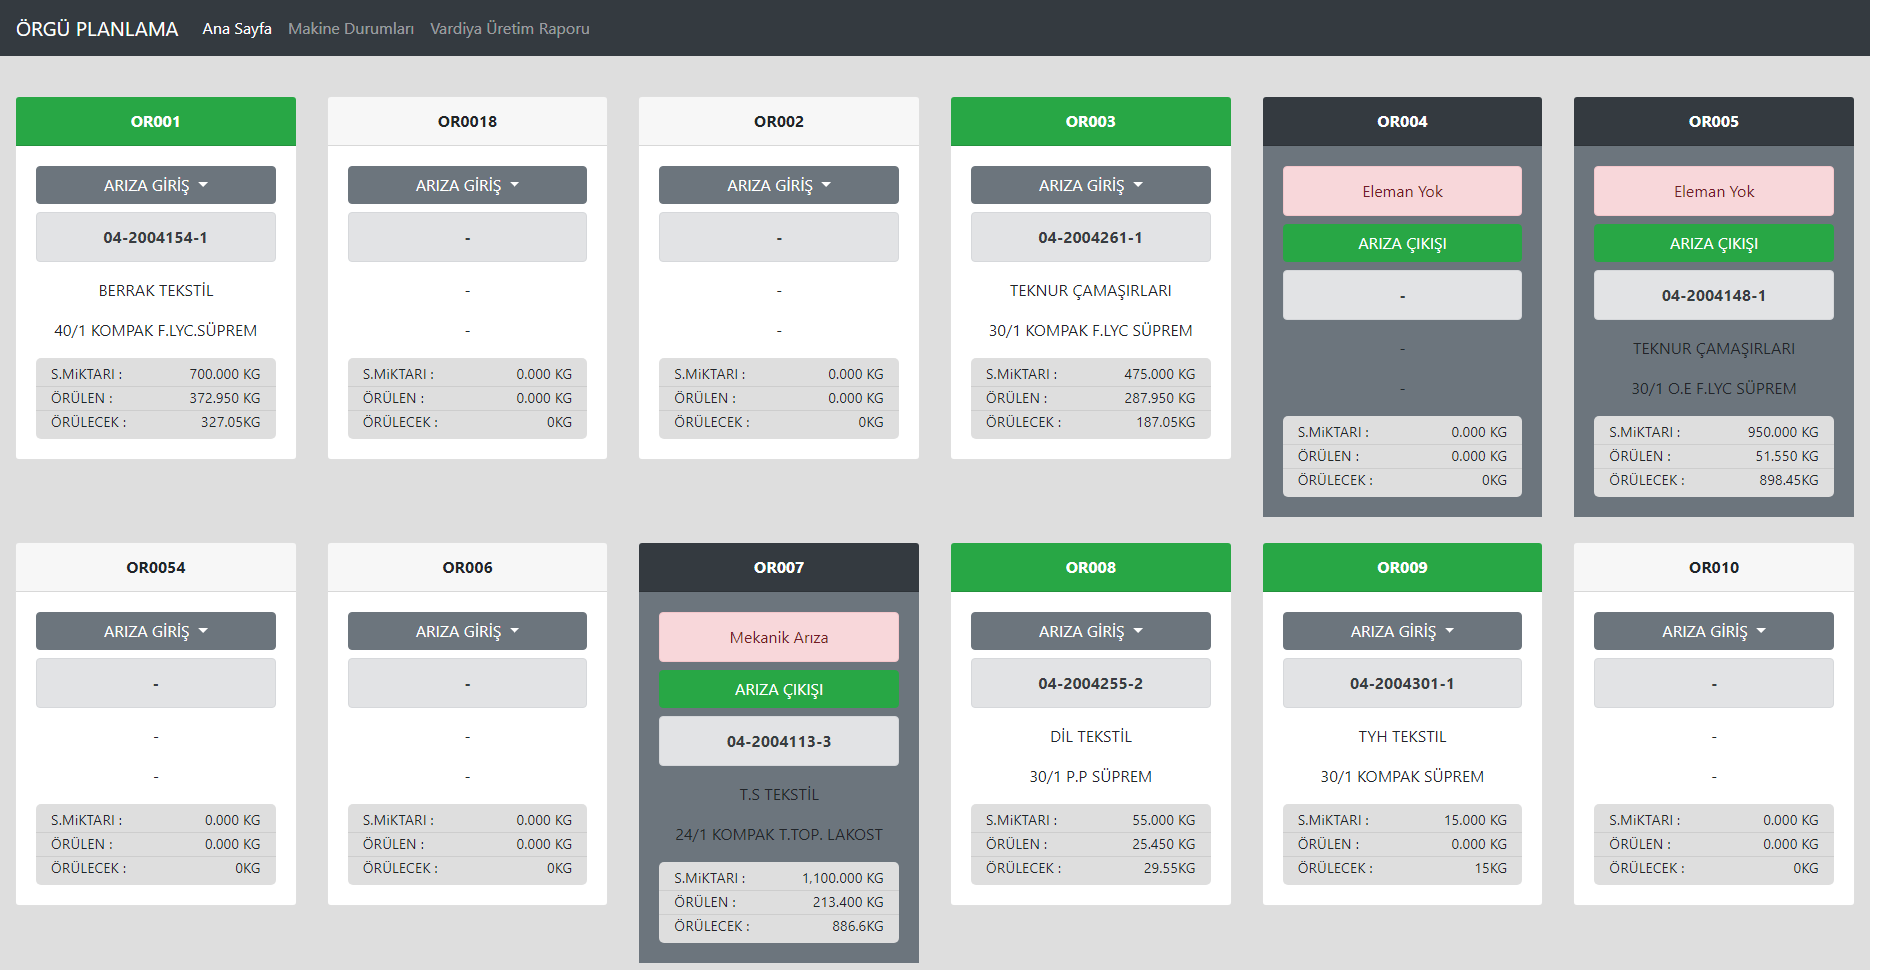 ÖRGÜ PLANLAMA Ana Sayfa Makine Durumları Vardiya Üretim Raporu
OR001
ARIZA GİRİŞ
04-2004154-1
BERRAK TEKSTİL
40/1 KOMPAK F.LYC.SÜPREM
S.MiKTARI : 700.000 KG
ÖRÜLEN : 372.950 KG
ÖRÜLECEK : 327.05KG
OR0018
ARIZA GİRİŞ
-
-
-
S.MiKTARI : 0.000 KG
ÖRÜLEN : 0.000 KG
ÖRÜLECEK : 0KG
OR002
ARIZA GİRİŞ
-
-
-
S.MiKTARI : 0.000 KG
ÖRÜLEN : 0.000 KG
ÖRÜLECEK : 0KG
OR003
ARIZA GİRİŞ
04-2004261-1
TEKNUR ÇAMAŞIRLARI
30/1 KOMPAK F.LYC SÜPREM
S.MiKTARI : 475.000 KG
ÖRÜLEN : 287.950 KG
ÖRÜLECEK : 187.05KG
OR004
Eleman Yok
ARIZA ÇIKIŞI
-
-
-
S.MiKTARI : 0.000 KG
ÖRÜLEN : 0.000 KG
ÖRÜLECEK : 0KG
OR005
Eleman Yok
ARIZA ÇIKIŞI
04-2004148-1
TEKNUR ÇAMAŞIRLARI
30/1 O.E F.LYC SÜPREM
S.MiKTARI : 950.000 KG
ÖRÜLEN : 51.550 KG
ÖRÜLECEK : 898.45KG
OR0054
ARIZA GİRİŞ
-
-
-
S.MiKTARI : 0.000 KG
ÖRÜLEN : 0.000 KG
ÖRÜLECEK : 0KG
OR006
ARIZA GİRİŞ
-
-
-
S.MiKTARI : 0.000 KG
ÖRÜLEN : 0.000 KG
ÖRÜLECEK : 0KG
OR007
Mekanik Arıza
ARIZA ÇIKIŞI
04-2004113-3
T.S TEKSTİL
24/1 KOMPAK T.TOP. LAKOST
S.MiKTARI : 1,100.000 KG
ÖRÜLEN : 213.400 KG
ÖRÜLECEK : 886.6KG
OR008
ARIZA GİRİŞ
04-2004255-2
DİL TEKSTİL
30/1 P.P SÜPREM
S.MiKTARI : 55.000 KG
ÖRÜLEN : 25.450 KG
ÖRÜLECEK : 29.55KG
OR009
ARIZA GİRİŞ
04-2004301-1
TYH TEKSTIL
30/1 KOMPAK SÜPREM
S.MiKTARI : 15.000 KG
ÖRÜLEN : 0.000 KG
ÖRÜLECEK : 15KG
OR010
ARIZA GİRİŞ
-
-
-
S.MiKTARI : 0.000 KG
ÖRÜLEN : 0.000 KG
ÖRÜLECEK : 0KG